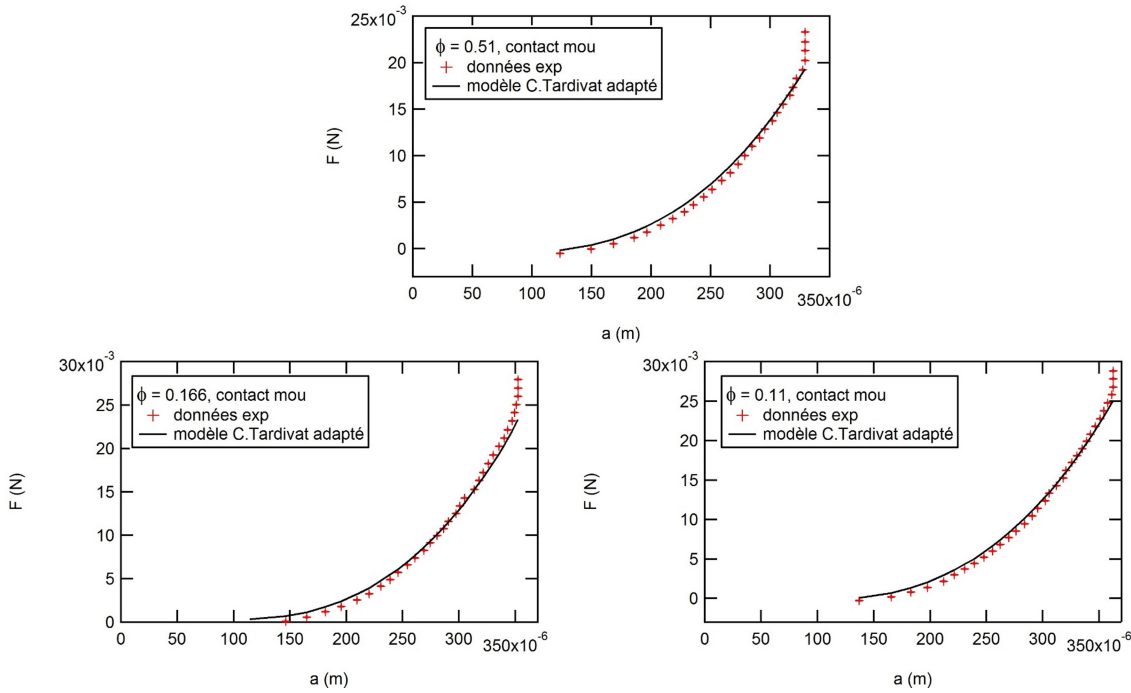 25x10⁻³
20
15
10
5
0
F (N)
ϕ = 0.51, contact mou
données exp
modèle C.Tardivat adapté
0 50 100 150 200 250 300 350x10⁻⁶
a (m)
30x10⁻³
25
20
15
10
5
0
F (N)
ϕ = 0.166, contact mou
données exp
modèle C.Tardivat adapté
0 50 100 150 200 250 300 350x10⁻⁶
a (m)
30x10⁻³
25
20
15
10
5
0
F (N)
ϕ = 0.11, contact mou
données exp
modèle C.Tardivat adapté
0 50 100 150 200 250 300 350x10⁻⁶
a (m)